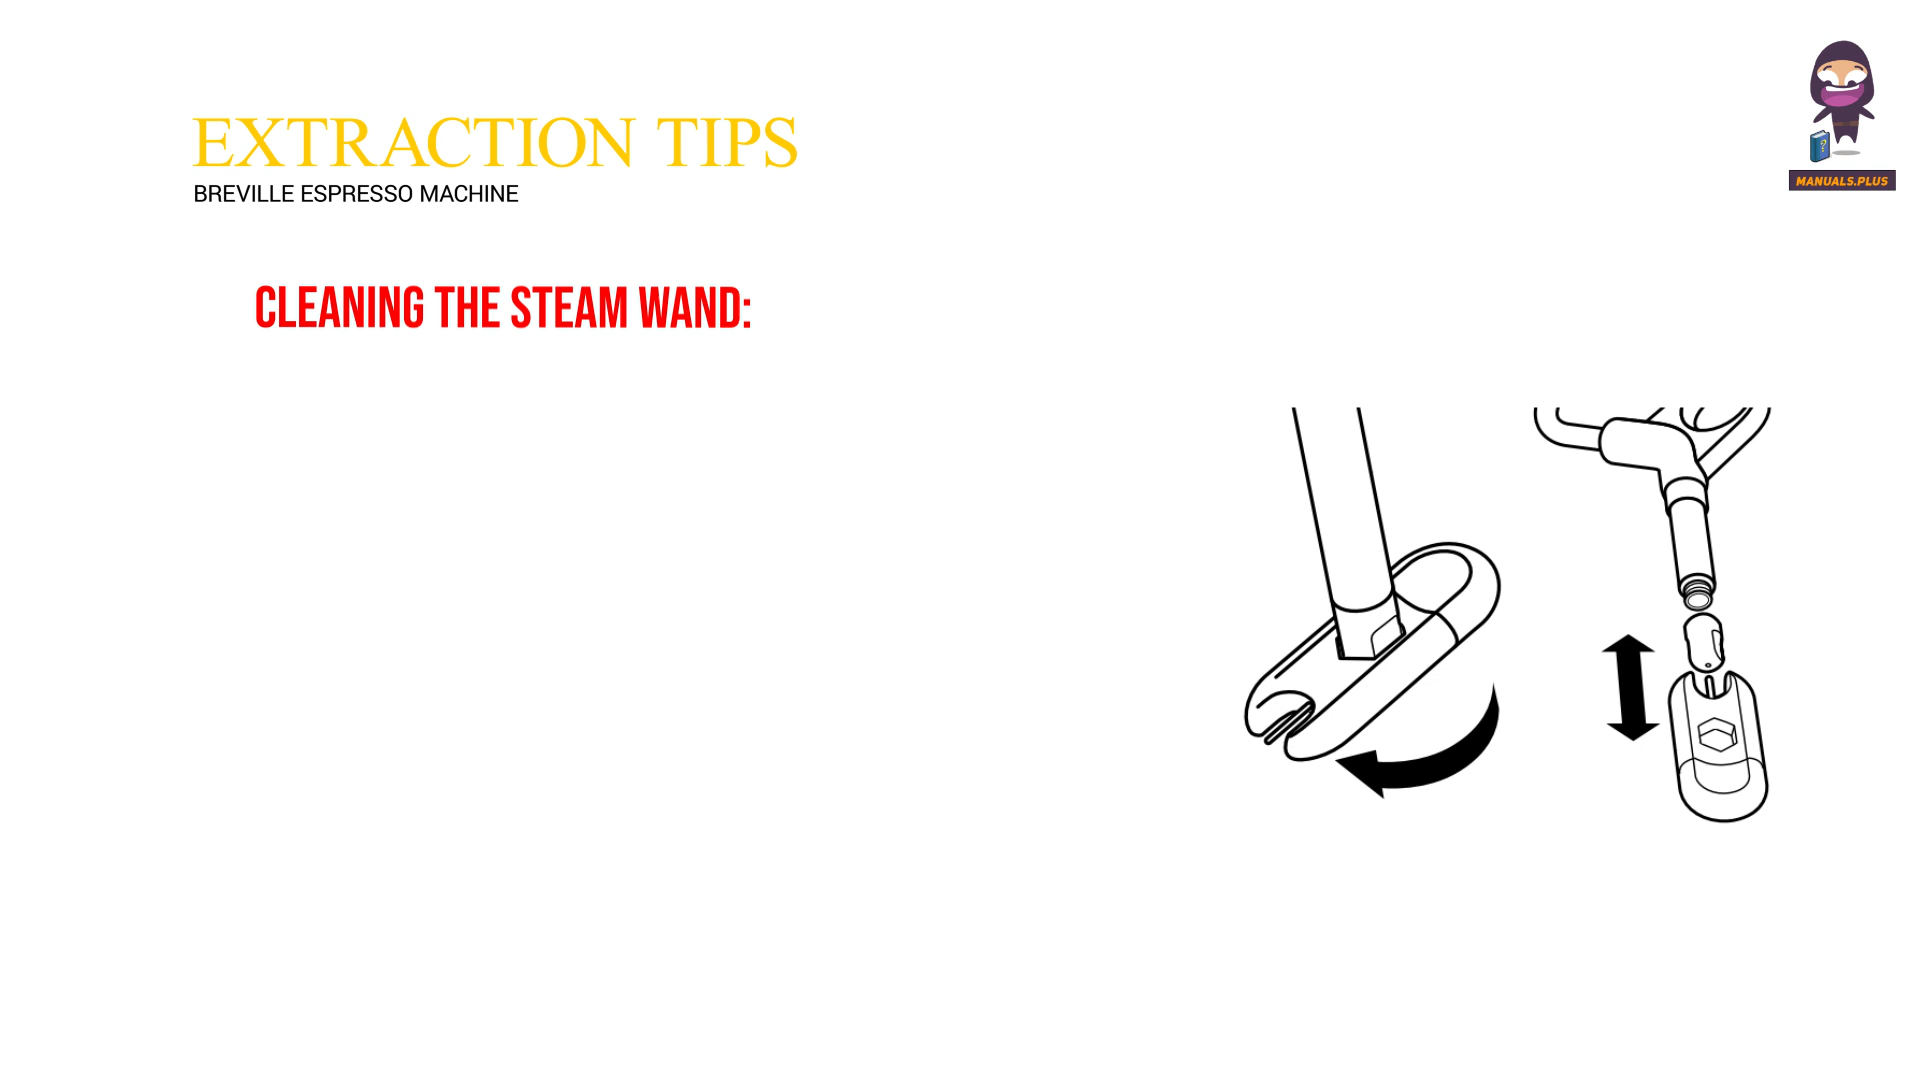 EXTRACTION TIPS
BREVILLE ESPRESSO MACHINE
CLEANING THE STEAM WAND:
?
MANUALS.PLUS